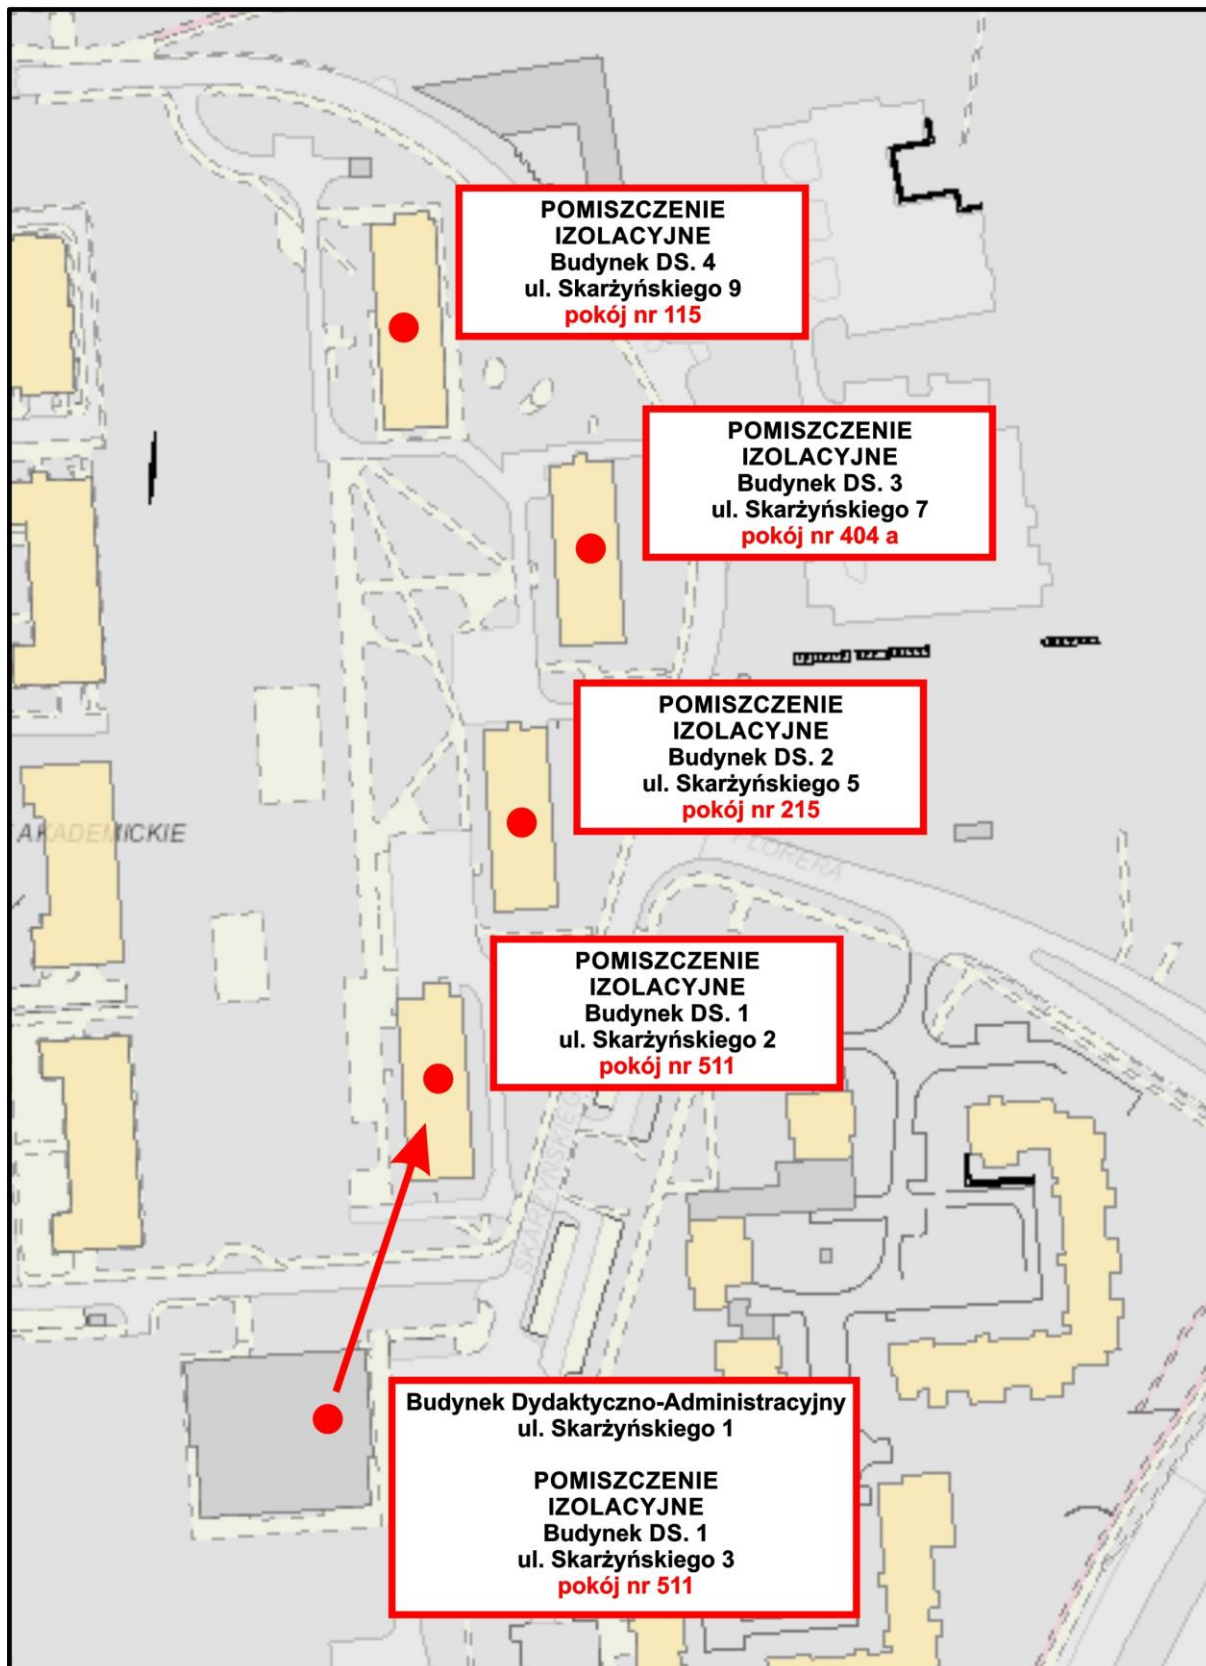 POMISZCZENIE
IZOLACYJNE
Budynek DS. 4
ul. Skarżyńskiego 9
pokój nr 115
POMISZCZENIE
IZOLACYJNE
Budynek DS. 3
ul. Skarżyńskiego 7
pokój nr 404 a
POMISZCZENIE
IZOLACYJNE
Budynek DS. 2
ul. Skarżyńskiego 5
pokój nr 215
AKADEMICKIE
FLORERA
POMISZCZENIE
IZOLACYJNE
Budynek DS. 1
ul. Skarżyńskiego 2
pokój nr 511
SKARŻYŃSKIEG
Budynek Dydaktyczno-Administracyjny
ul. Skarżyńskiego 1
POMISZCZENIE
IZOLACYJNE
Budynek DS. 1
ul. Skarżyńskiego 3
pokój nr 511